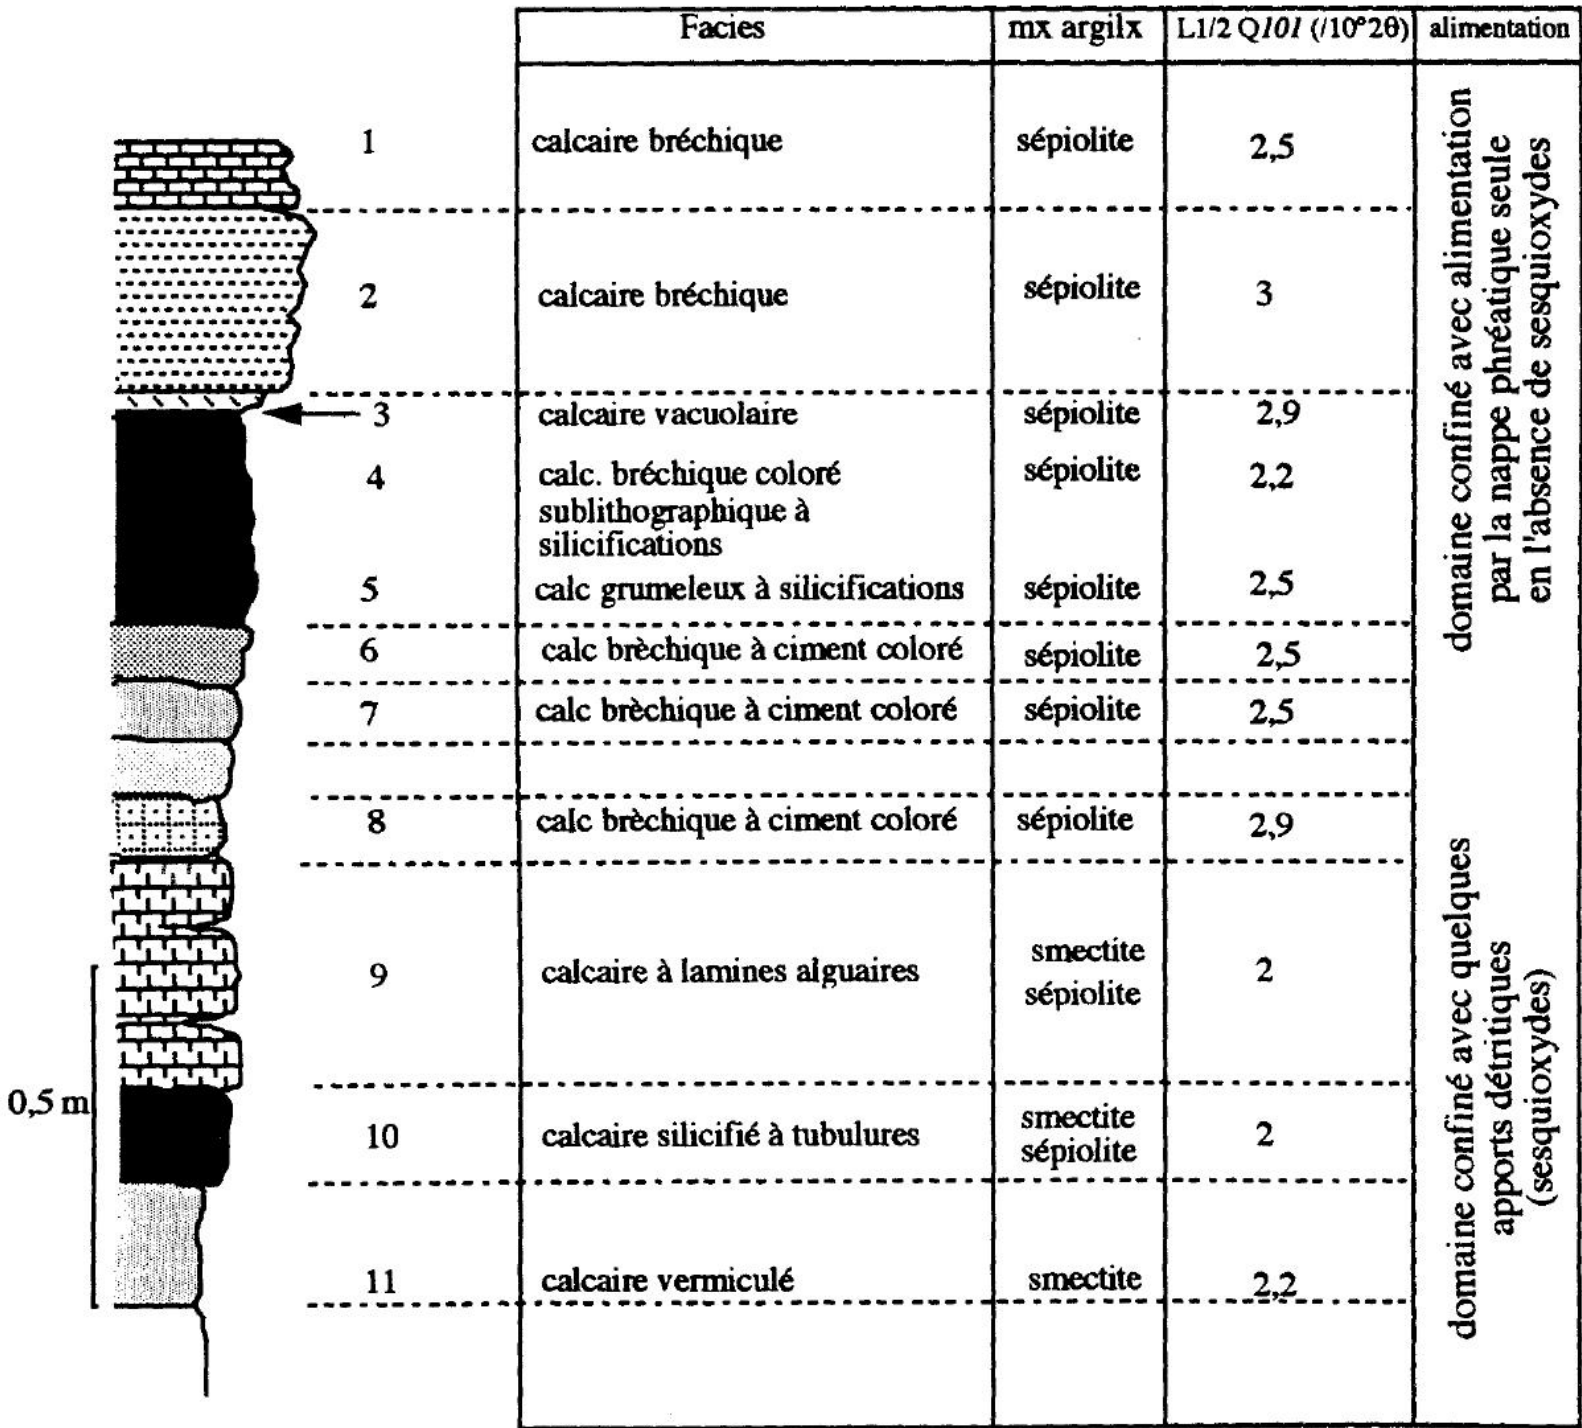 Facies mx argilx L1/2 Q101 (/10°2θ) alimentation
1 calcaire bréchique sépiolite 2,5
2 calcaire bréchique sépiolite 3
3 calcaire vacuolaire sépiolite 2,9
4 calc. bréchique coloré sépiolite 2,2
sublithographique à
silicifications
5 calc grumeleux à silicifications sépiolite 2,5
6 calc brèchique à ciment coloré sépiolite 2,5
7 calc brèchique à ciment coloré sépiolite 2,5
8 calc brèchique à ciment coloré sépiolite 2,9
9 calcaire à lamines alguaires smectite 2
sépiolite
10 calcaire silicifié à tubulures smectite 2
sépiolite
11 calcaire vermiculé smectite 2,2
0,5 m
domaine confiné avec alimentation
par la nappe phréatique seule
en l'absence de sesquioxydes
domaine confiné avec quelques
apports détritiques
(sesquioxydes)